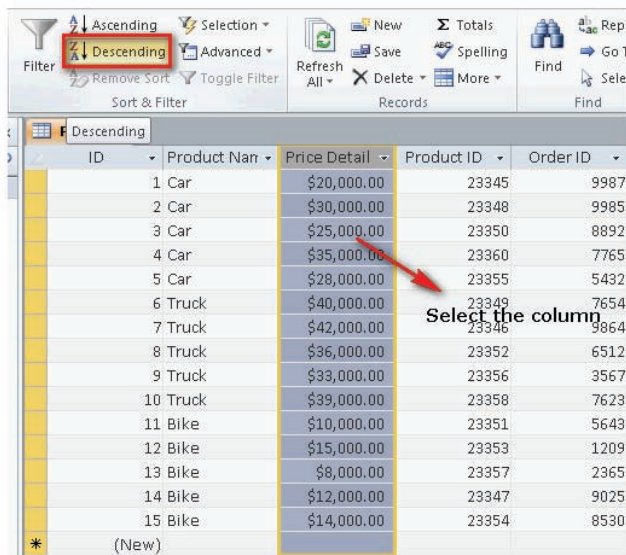 Ascending Selection New Totals Rep
Descending Advanced Save Spelling Go
Filter Refresh All Find
Remove Sort Toggle Filter Delete More Sele
Sort & Filter Records Find
Descending
ID Product Nan Price Detail Product ID Order ID
1 Car $20,000.00 23345 9987
2 Car $30,000.00 23348 9985
3 Car $25,000.00 23350 8892
4 Car $35,000.00 23360 7765
5 Car $28,000.00 23355 5432
6 Truck $40,000.00 23349 7654
Select the column
7 Truck $42,000.00 23346 9864
8 Truck $36,000.00 23352 6512
9 Truck $33,000.00 23356 3567
10 Truck $39,000.00 23358 7623
11 Bike $10,000.00 23351 5643
12 Bike $15,000.00 23353 1209
13 Bike $8,000.00 23357 2365
14 Bike $12,000.00 23347 9025
15 Bike $14,000.00 23354 8530
(New)